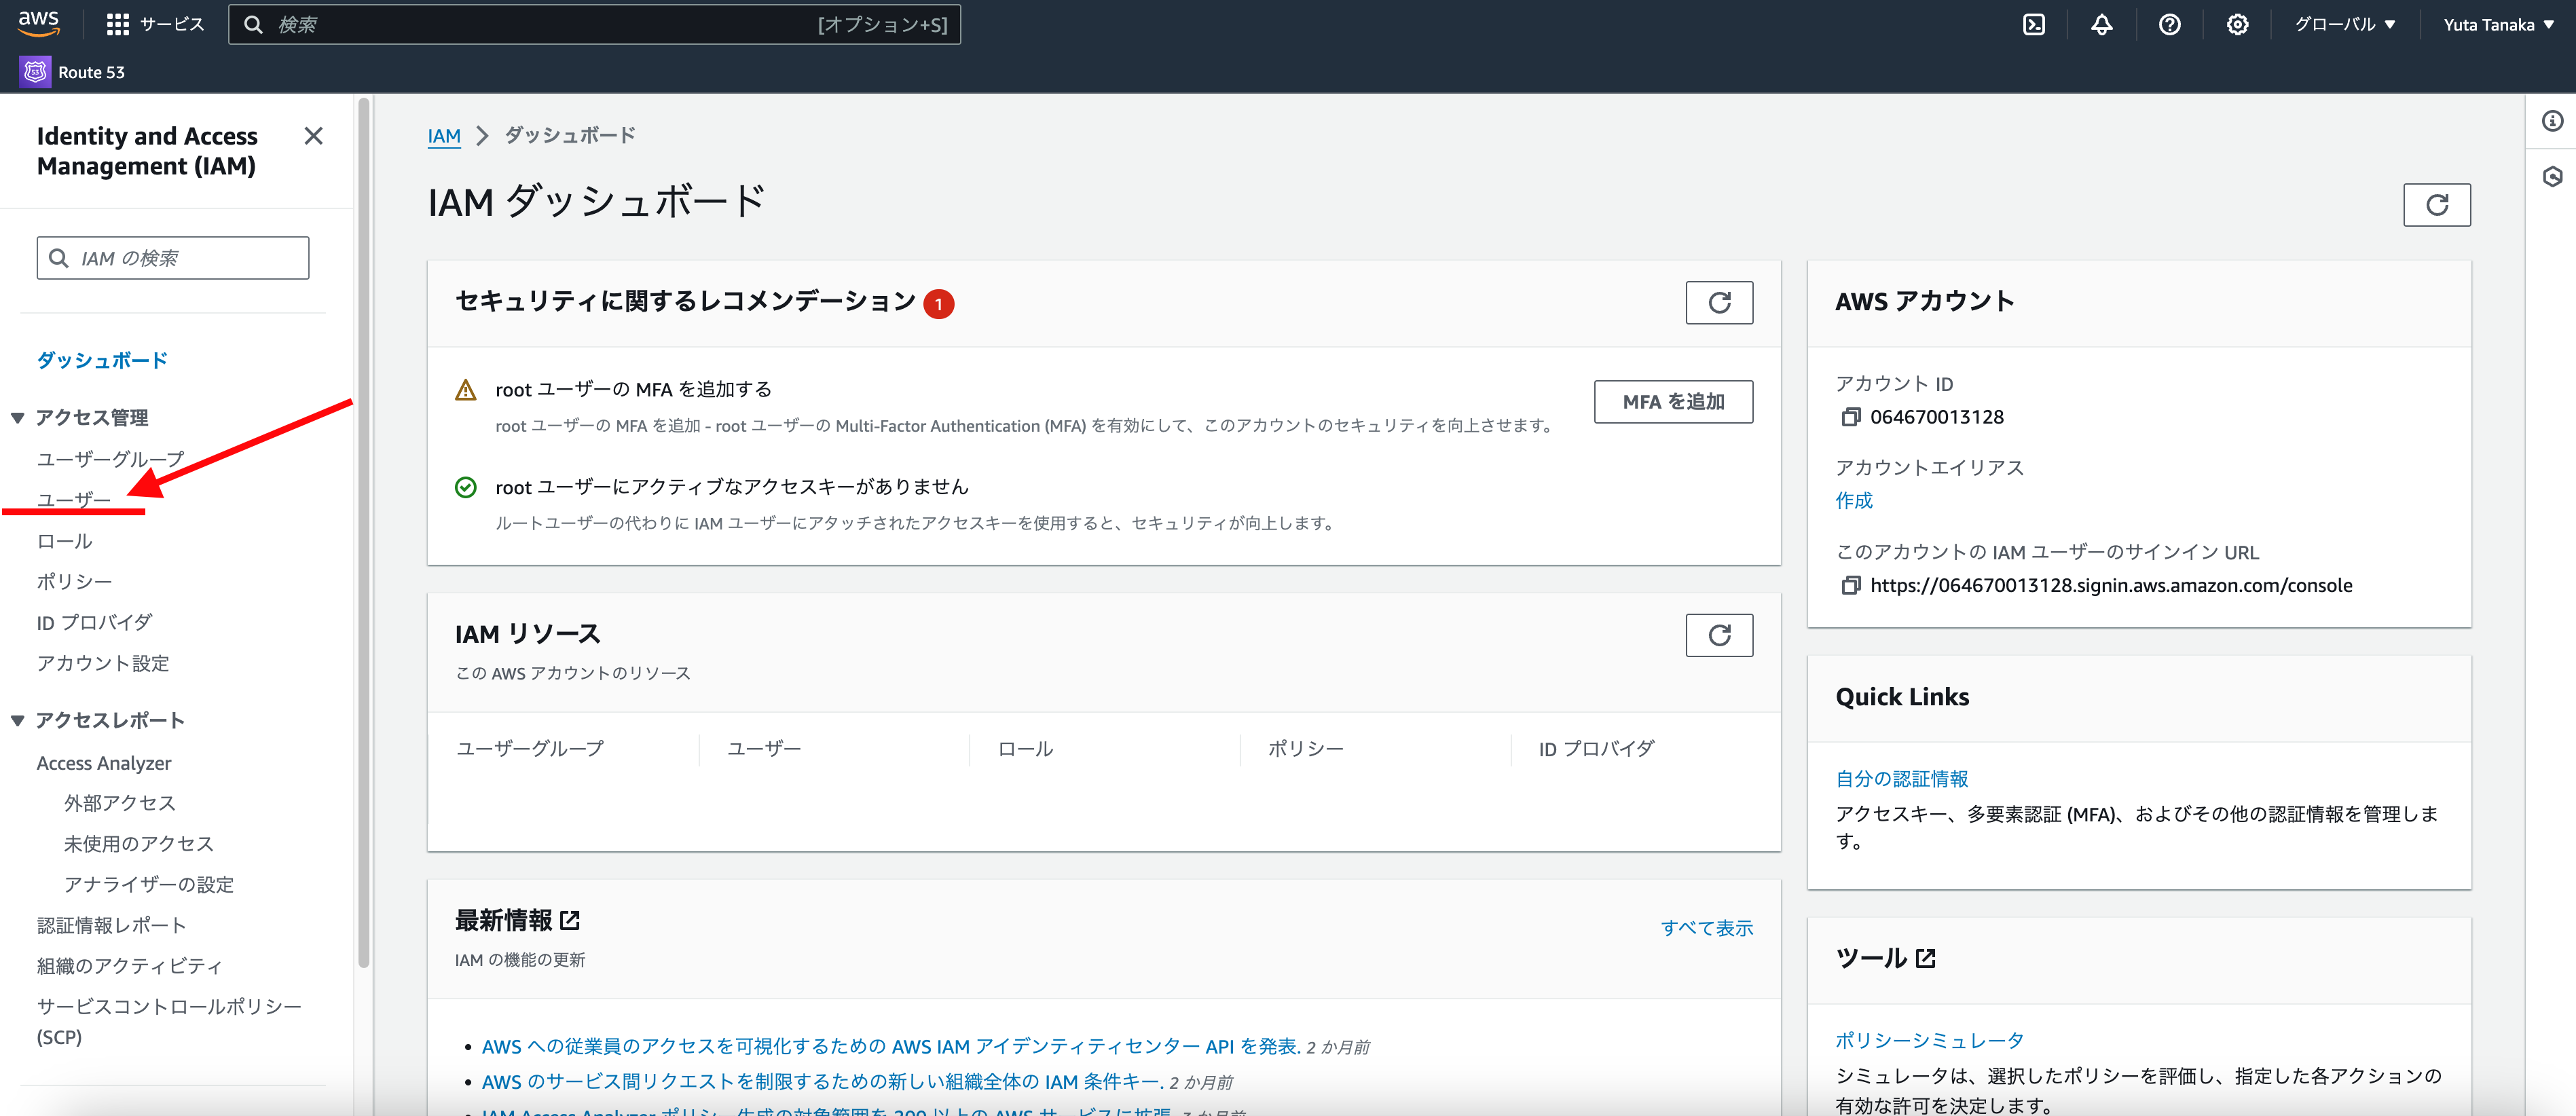 aws
サービス
検索
[オプション+S]
グローバル
Yuta Tanaka
Route 53
Identity and Access
Management (IAM)
IAM の検索
ダッシュボード
アクセス管理
ユーザーグループ
ユーザー
ロール
ポリシー
ID プロバイダ
アカウント設定
アクセスレポート
Access Analyzer
外部アクセス
未使用のアクセス
アナライザーの設定
認証情報レポート
組織のアクティビティ
サービスコントロールポリシー
(SCP)
IAM
ダッシュボード
IAM ダッシュボード
セキュリティに関するレコメンデーション 1
root ユーザーの MFA を追加する
root ユーザーの MFA を追加 - root ユーザーの Multi-Factor Authentication (MFA) を有効にして、このアカウントのセキュリティを向上させます。
MFA を追加
root ユーザーにアクティブなアクセスキーがありません
ルートユーザーの代わりに IAM ユーザーにアタッチされたアクセスキーを使用すると、セキュリティが向上します。
IAM リソース
この AWS アカウントのリソース
ユーザーグループ
ユーザー
ロール
ポリシー
ID プロバイダ
最新情報
すべて表示
IAM の機能の更新
AWS への従業員のアクセスを可視化するための AWS IAM アイデンティティセンター API を発表. 2 か月前
AWS のサービス間リクエストを制限するための新しい組織全体の IAM 条件キー. 2 か月前
IAM Access Analyzer ポリシー生成の対象範囲を 200 以上の AWS サービスに拡張.
AWS アカウント
アカウント ID
064670013128
アカウントエイリアス
作成
このアカウントの IAM ユーザーのサインイン URL
https://064670013128.signin.aws.amazon.com/console
Quick Links
自分の認証情報
アクセスキー、多要素認証 (MFA)、およびその他の認証情報を管理しま
す。
ツール
ポリシーシミュレータ
シミュレータは、選択したポリシーを評価し、指定した各アクションの
有効な許可を決定します。